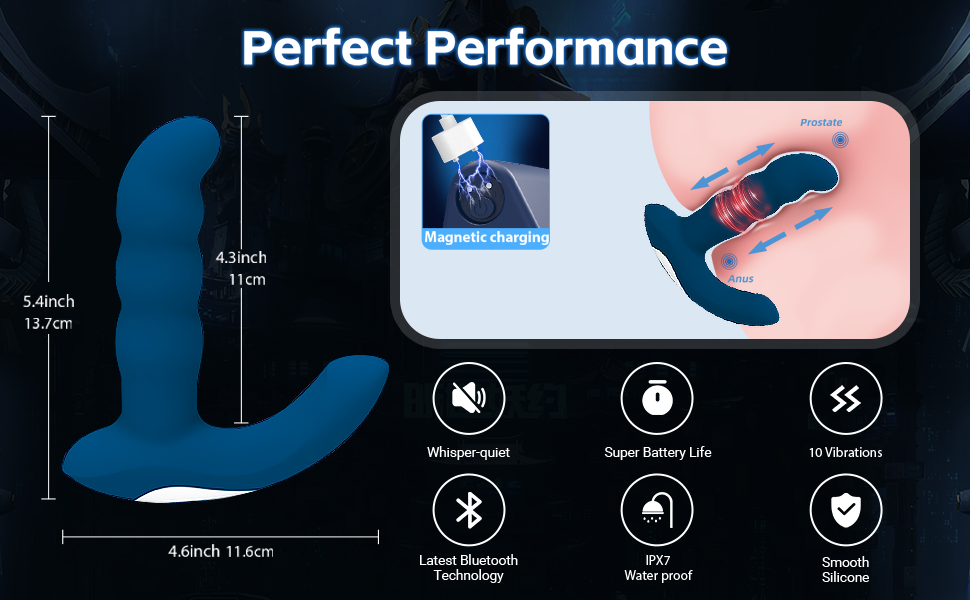 Perfect Performance
5.4inch
13.7cm
4.3inch
11cm
4.6inch 11.6cm
Magnetic charging
Prostate
Anus
Whisper-quiet
Super Battery Life
10 Vibrations
Latest Bluetooth
Technology
IPX7
Water proof
Smooth
Silicone